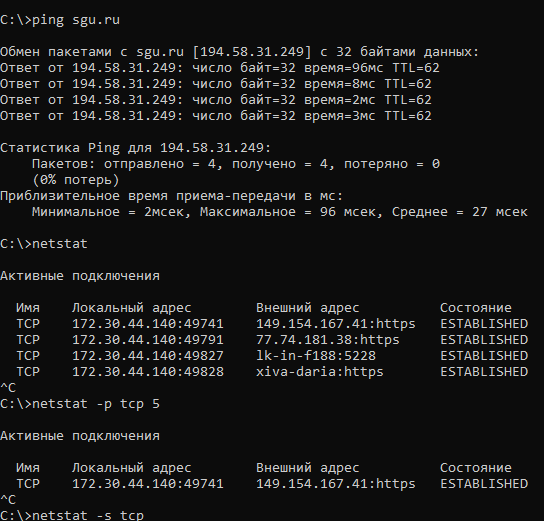 C:\>ping sgu.ru
Обмен пакетами с sgu.ru [194.58.31.249] с 32 байтами данных:
Ответ от 194.58.31.249: число байт=32 время=96мс TTL=62
Ответ от 194.58.31.249: число байт=32 время=8мс TTL=62
Ответ от 194.58.31.249: число байт=32 время=2мс TTL=62
Ответ от 194.58.31.249: число байт=32 время=3мс TTL=62
Статистика Ping для 194.58.31.249:
    Пакетов: отправлено = 4, получено = 4, потеряно = 0
    (0% потерь)
Приблизительное время приема-передачи в мс:
    Минимальное = 2мсек, Максимальное = 96 мсек, Среднее = 27 мсек
C:\>netstat
Активные подключения
  Имя    Локальный адрес        Внешний адрес          Состояние
  TCP    172.30.44.140:49741    149.154.167.41:https   ESTABLISHED
  TCP    172.30.44.140:49791    77.74.181.38:https     ESTABLISHED
  TCP    172.30.44.140:49827    lk-in-f188:5228        ESTABLISHED
  TCP    172.30.44.140:49828    xiva-daria:https       ESTABLISHED
^C
C:\>netstat -p tcp 5
Активные подключения
  Имя    Локальный адрес        Внешний адрес          Состояние
  TCP    172.30.44.140:49741    149.154.167.41:https   ESTABLISHED
^C
C:\>netstat -s tcp